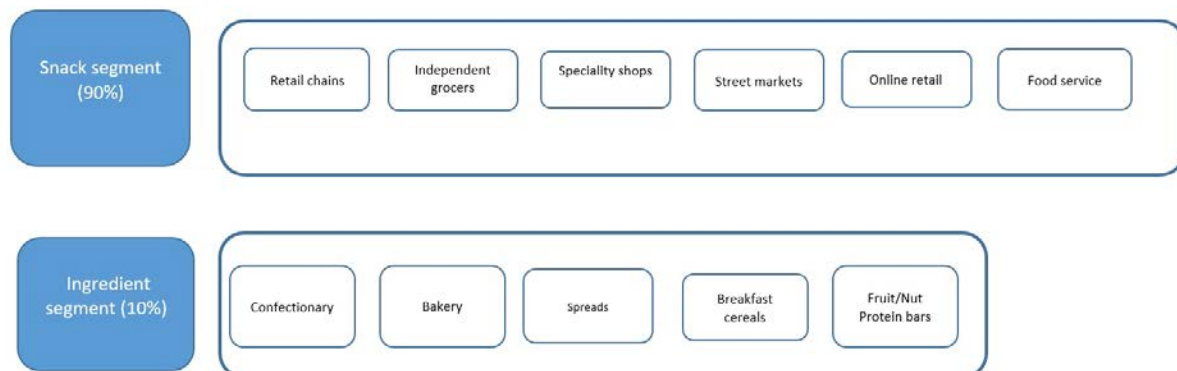 Snack segment
(90%)
Retail chains
Independent
grocers
Speciality shops
Street markets
Online retail
Food service
Ingredient
segment (10%)
Confectionary
Bakery
Spreads
Breakfast
cereals
Fruit/Nut
Protein bars